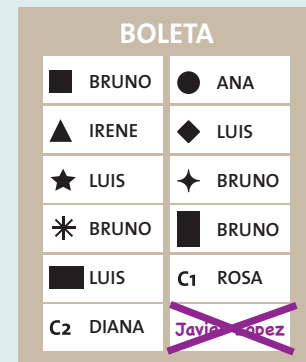 BOLETA
BRUNO ANA
IRENE LUIS
LUIS BRUNO
BRUNO BRUNO
LUIS C1 ROSA
C2 DIANA Javier López